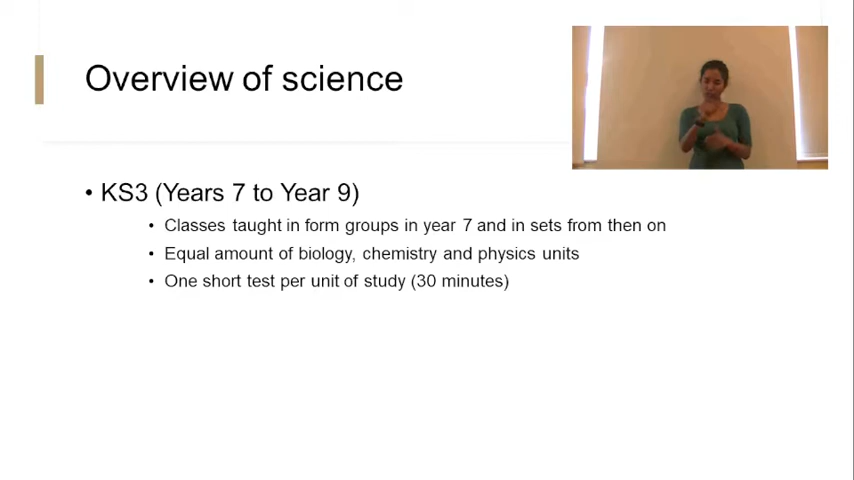 Overview of science
• KS3 (Years 7 to Year 9)
• Classes taught in form groups in year 7 and in sets from then on
• Equal amount of biology, chemistry and physics units
• One short test per unit of study (30 minutes)